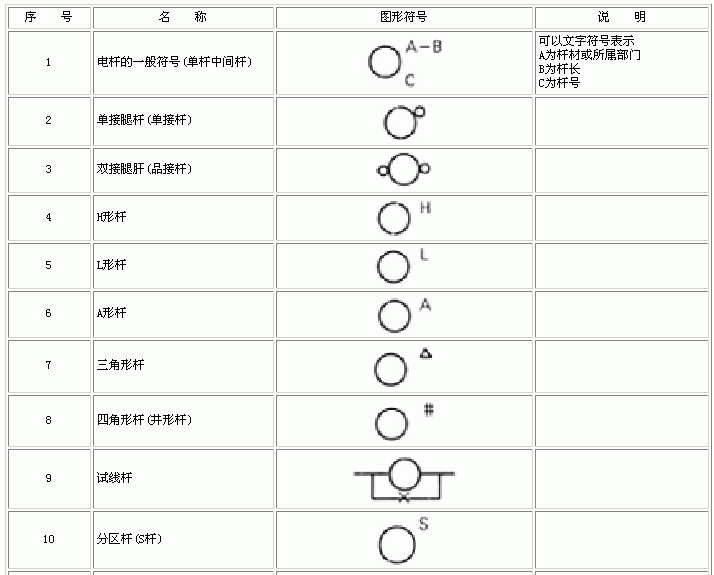 序 号 名 称 图形符号 说 明
1 电杆的一般符号(单杆中间杆) A-B C 可以文字符号表示
A为杆材或所属部门
B为杆长
C为杆号
2 单接腿杆(单接杆)
3 双接腿肝(品接杆)
4 H形杆 H
5 L形杆 L
6 A形杆 A
7 三角形杆 △
8 四角形杆(井形杆) #
9 试线杆
10 分区杆(S杆) S